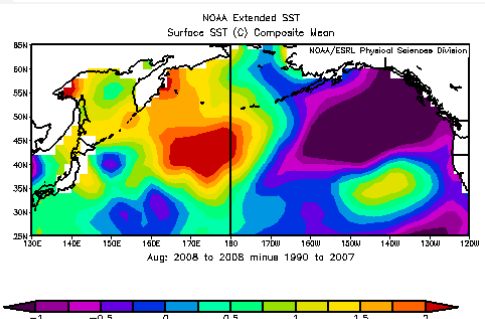 NOAA Extended SST
Surface SST (C) Composite Mean
NOAA/ESRL Physical Sciences Division
65N
60N
55N
50N
45N
40N
35N
30N
25N
130E 140E 150E 160E 170E 180 170W 160W 150W 140W 130W 120W
Aug: 2008 to 2008 minus 1990 to 2007
-1 -0.5 0 0.5 1 1.5 2